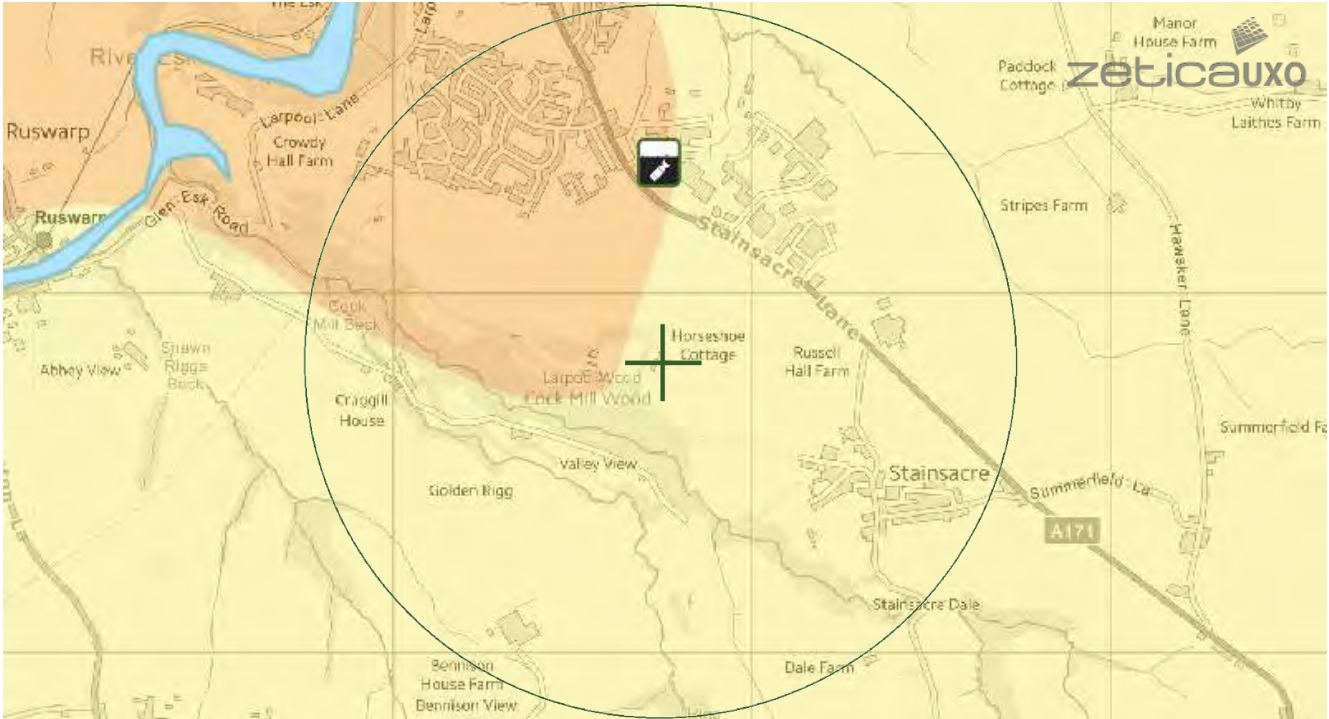 The Esk
River Esk
Larpool Lane
Crowdy
Hall Farm
Ruswarp
Ruswarp
Glen Esk Road
Manor
House Farm
zeticauxo
Paddock
Cottage
Whitby
Laithes Farm
Stripes Farm
Hawsker Lane
Stainsacre Lane
Cock
Mill Beck
Horseshoe
Cottage
Russell
Hall Farm
Abbey View
Shawn
Riggs
Beck
Larpool Wood
Cock Mill Wood
Craggill
House
Summerfield
Valley View
Golden Rigg
Stainsacre
Summerfield La
A171
Stainsacre Dale
Bennison
House Farm
Bennison View
Dale Farm